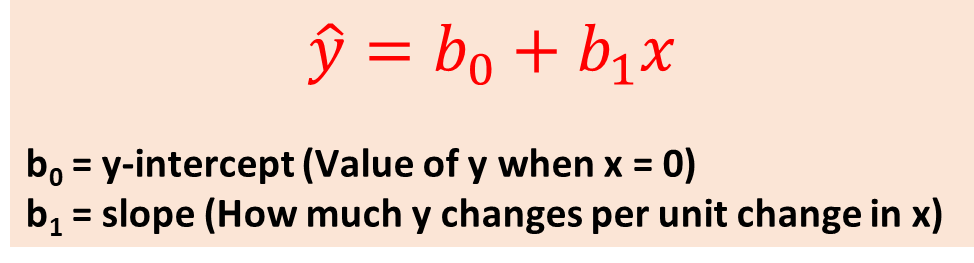 ŷ = b₀ + b₁x
b₀ = y-intercept (Value of y when x = 0)
b₁ = slope (How much y changes per unit change in x)